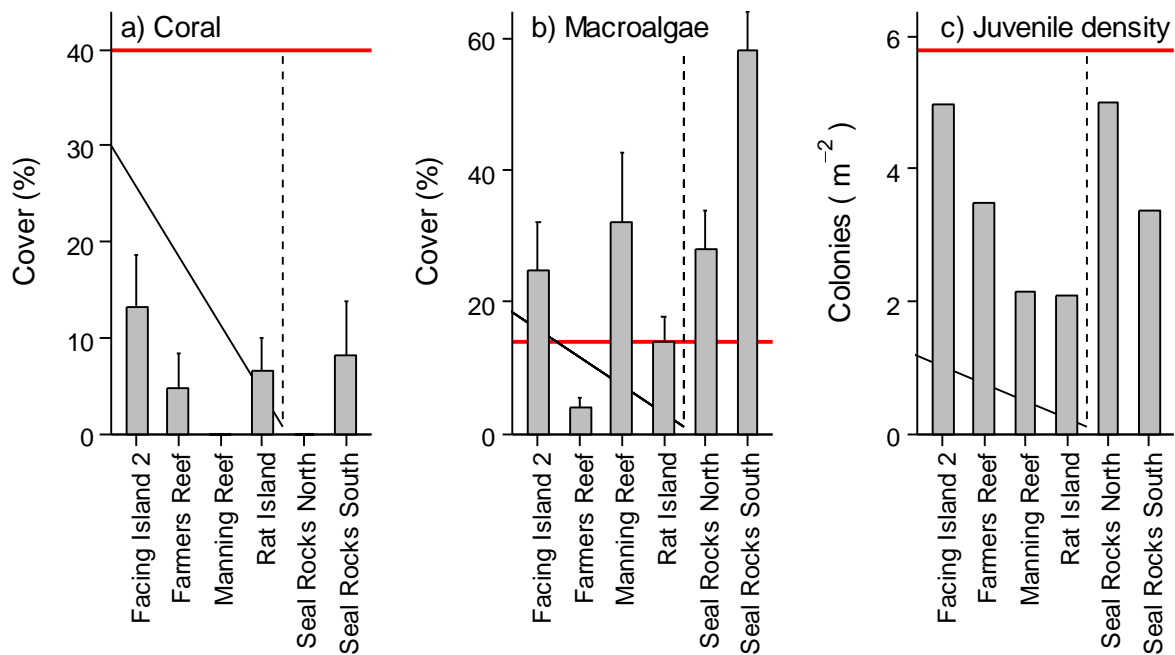 a) Coral
40
30
20
10
0
Cover (%)
Facing Island 2
Farmers Reef
Manning Reef
Rat Island
Seal Rocks North
Seal Rocks South
b) Macroalgae
60
40
20
0
Cover (%)
Facing Island 2
Farmers Reef
Manning Reef
Rat Island
Seal Rocks North
Seal Rocks South
c) Juvenile density
6
4
2
0
Colonies ( m⁻²)
Facing Island 2
Farmers Reef
Manning Reef
Rat Island
Seal Rocks North
Seal Rocks South